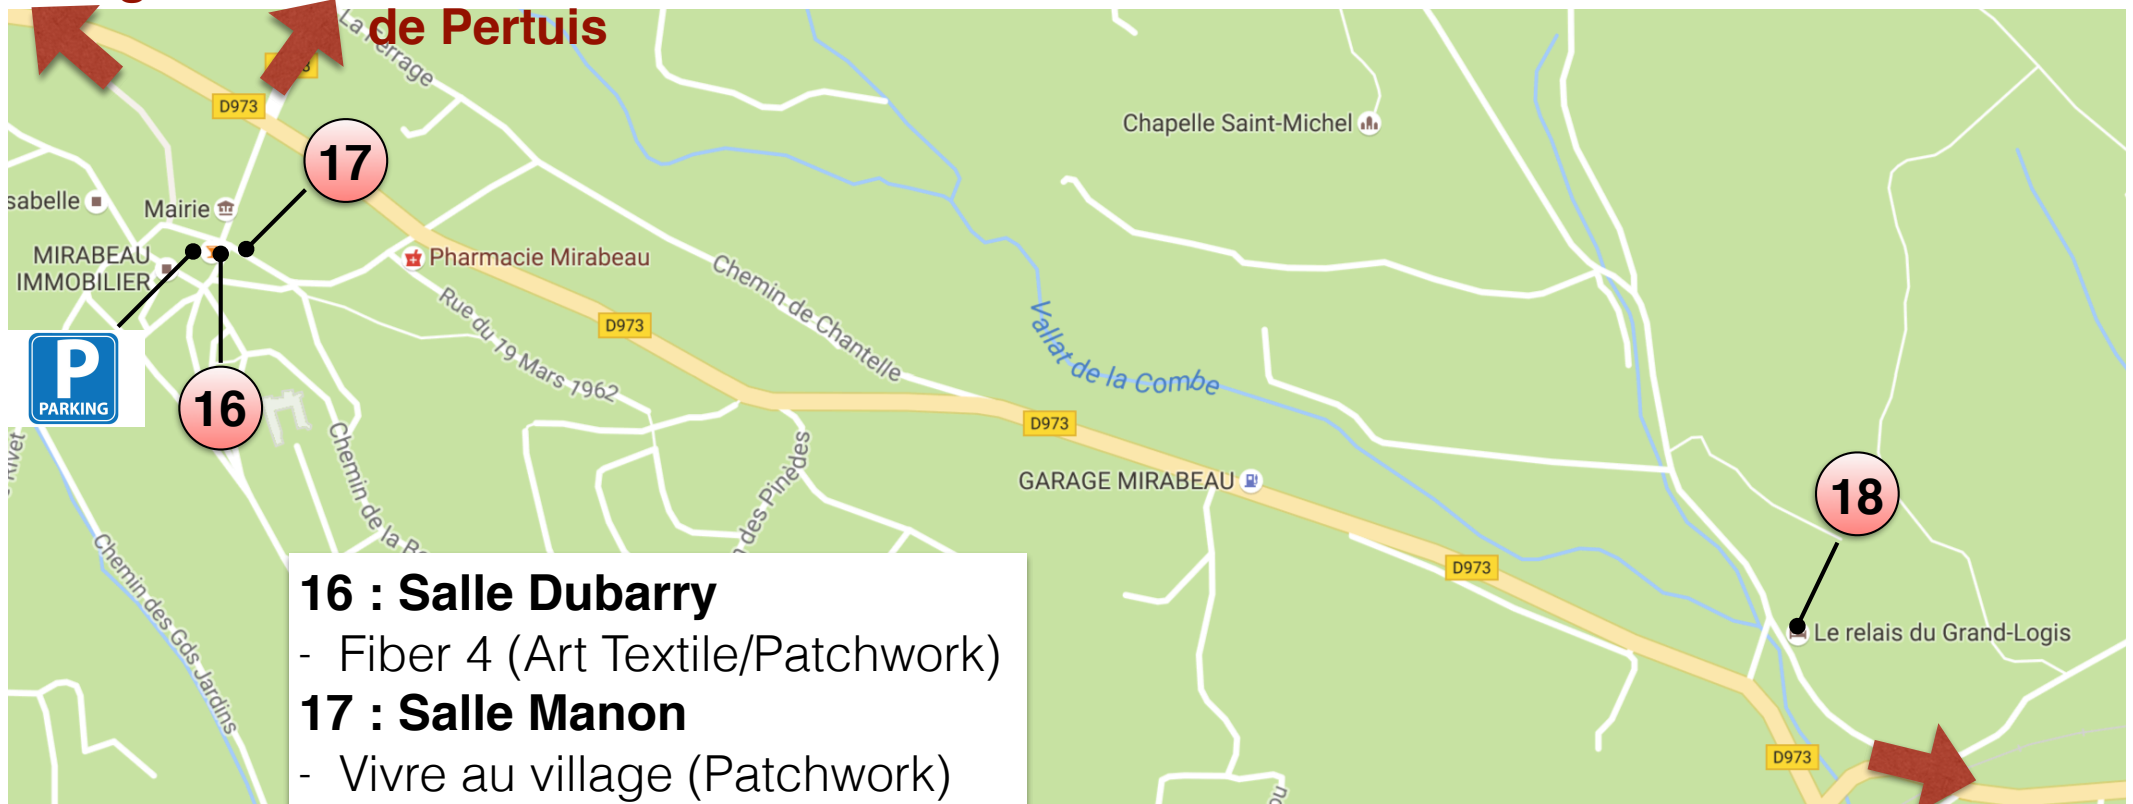 de Pertuis
La Ferrage
D973
17
Chapelle Saint-Michel
Mairie
MIRABEAU
IMMOBILIER
Pharmacie Mirabeau
Chemin de Chantelle
Rue du 19 Mars 1962
D973
Vallat de la Combe
P
PARKING
16
D973
Chemin de la
des Pinèdes
GARAGE MIRABEAU
18
D973
Chemin des Gds Jardins
Le relais du Grand-Logis
D973
16 : Salle Dubarry
- Fiber 4 (Art Textile/Patchwork)
17 : Salle Manon
- Vivre au village (Patchwork)